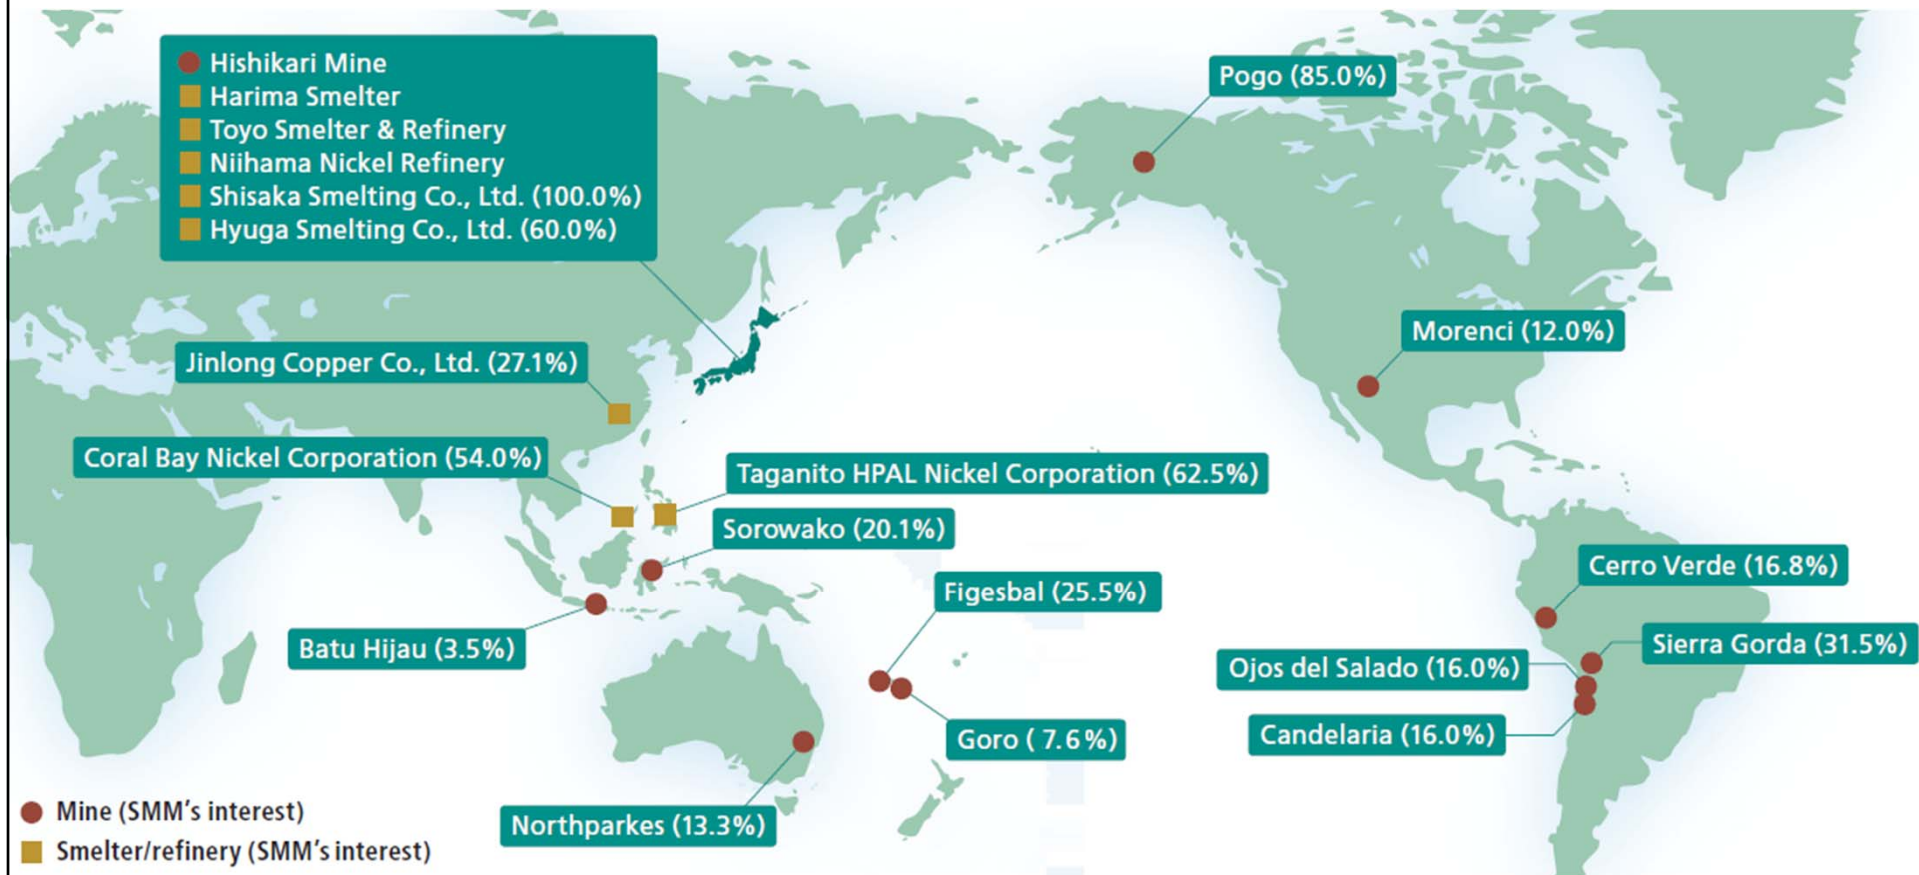 Hishikari Mine
Harima Smelter
Toyo Smelter & Refinery
Niihama Nickel Refinery
Shisaka Smelting Co., Ltd. (100.0%)
Hyuga Smelting Co., Ltd. (60.0%)
Pogo (85.0%)
Morenci (12.0%)
Jinlong Copper Co., Ltd. (27.1%)
Coral Bay Nickel Corporation (54.0%)
Taganito HPAL Nickel Corporation (62.5%)
Sorowako (20.1%)
Cerro Verde (16.8%)
Figesbal (25.5%)
Batu Hijau (3.5%)
Sierra Gorda (31.5%)
Ojos del Salado (16.0%)
Candelaria (16.0%)
Goro ( 7.6%)
Northparkes (13.3%)
Mine (SMM's interest)
Smelter/refinery (SMM's interest)